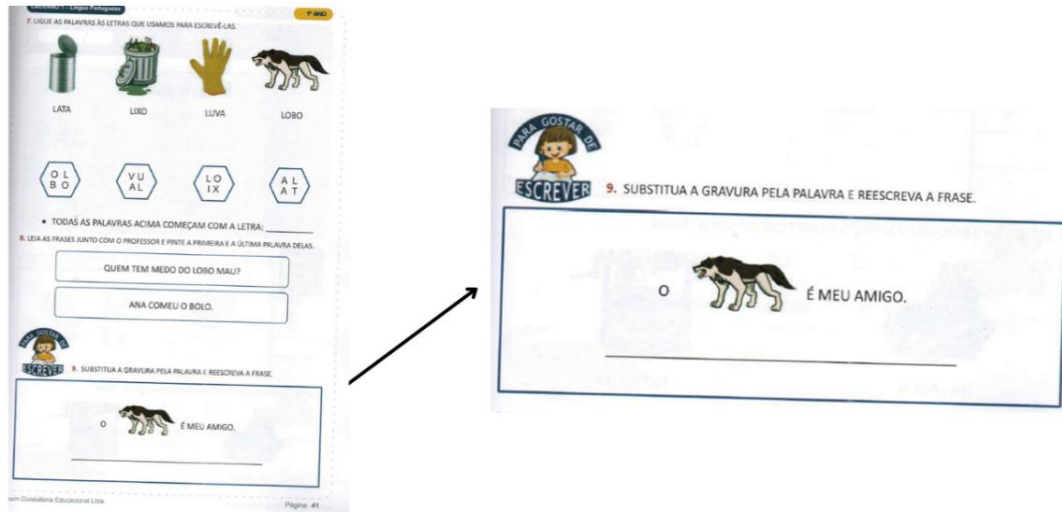 CADERNO 1 - Língua Portuguesa
1º ANO
7. LIGUE AS PALAVRAS ÀS LETRAS QUE USAMOS PARA ESCREVÊ-LAS.
LATA LIXO LUVA LOBO
O L V U L O A L
B O A L I X A T
• TODAS AS PALAVRAS ACIMA COMEÇAM COM A LETRA: ________
8. LEIA AS FRASES JUNTO COM O PROFESSOR E PINTE A PRIMEIRA E A ÚLTIMA PALAVRA DELAS.
QUEM TEM MEDO DO LOBO MAU?
ANA COMEU O BOLO.
PARA GOSTAR DE
ESCREVER
9. SUBSTITUA A GRAVURA PELA PALAVRA E REESCREVA A FRASE.
O É MEU AMIGO.
Consultoria Educacional Ltda.
Página 41
PARA GOSTAR DE
ESCREVER
9. SUBSTITUA A GRAVURA PELA PALAVRA E REESCREVA A FRASE.
O É MEU AMIGO.